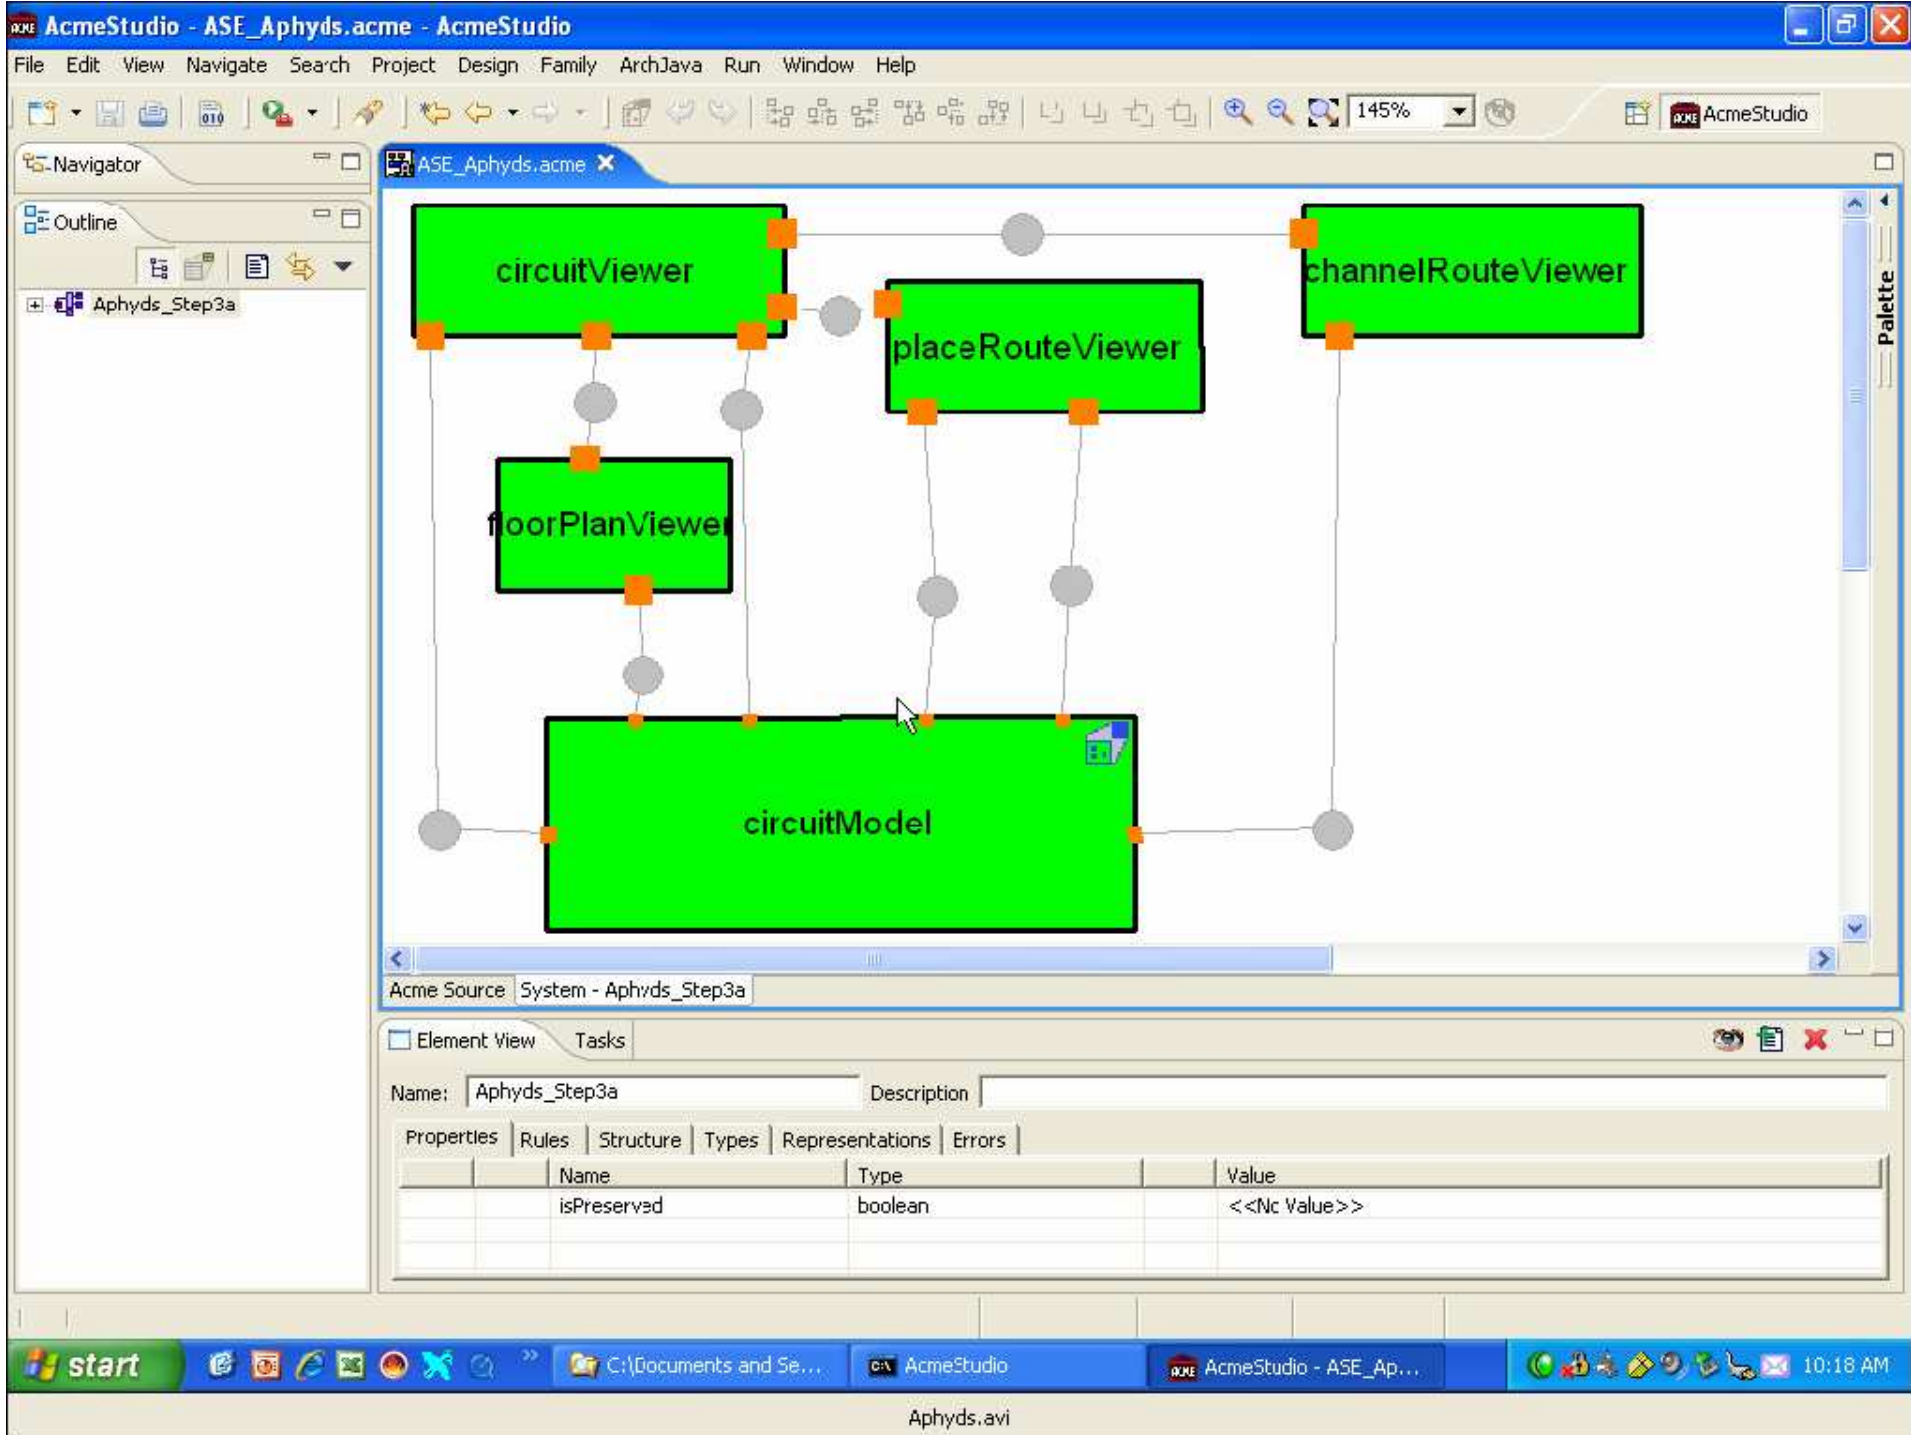 AcmeStudio - ASE_Aphyds.acme - AcmeStudio
File Edit View Navigate Search Project Design Family ArchJava Run Window Help
145%
AcmeStudio
Navigator
ASE_Aphyds.acme
Outline
Aphyds_Step3a
Palette
circuitViewer
channelRouteViewer
placeRouteViewer
floorPlanViewer
circuitModel
Acme Source System - Aphyds_Step3a
Element View Tasks
Name: Aphyds_Step3a Description
Properties Rules Structure Types Representations Errors
Name Type Value
isPreserved boolean <<No Value>>
start C:\Documents and Se... AcmeStudio AcmeStudio - ASE_Ap... 10:18 AM
Aphyds.avi